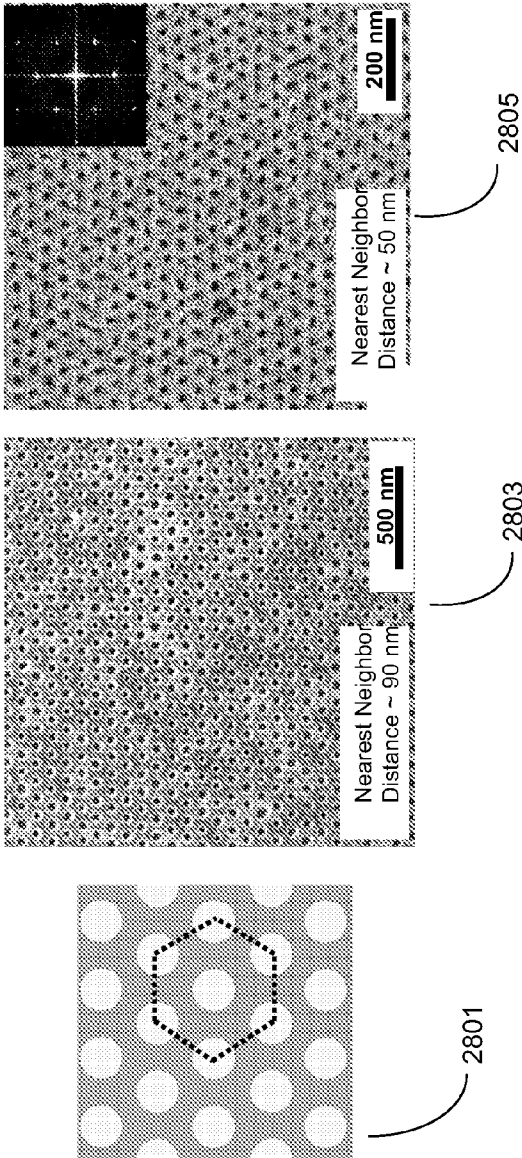 2801
Nearest Neighbor
Distance ~ 90 nm
500 nm
2803
Nearest Neighbor
Distance ~ 50 nm
200 nm
2805